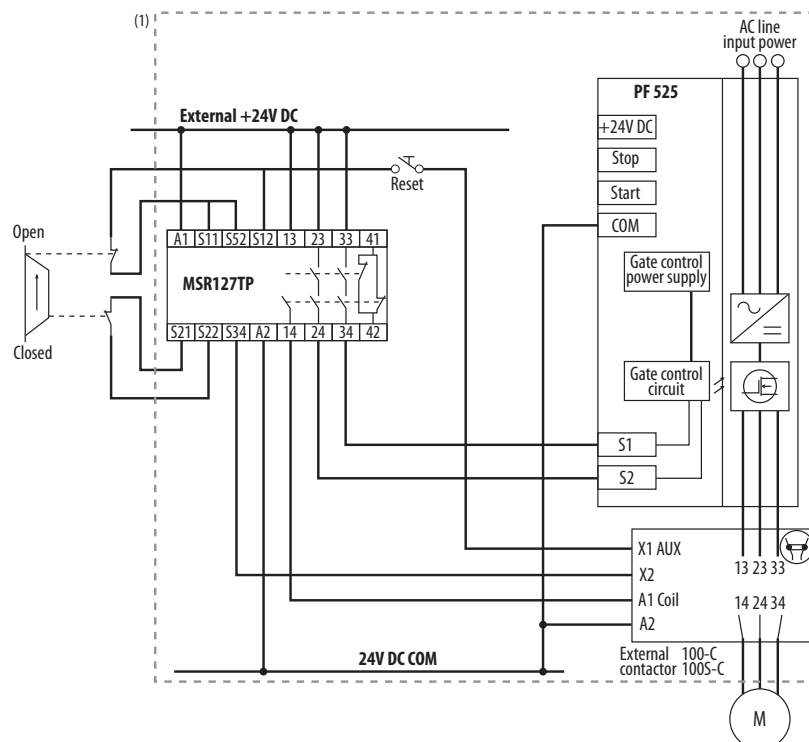 (1)
AC line
input power
PF 525
External +24V DC
+24V DC
Stop
Reset
Start
COM
Open
A1 S11 S52 S12 13 23 33 41
MSR127TP
Gate control
power supply
S21 S22 S34 A2 14 24 34 42
Closed
Gate control
circuit
S1
S2
X1 AUX
13 23 33
X2
A1 Coil
14 24 34
A2
24V DC COM
External 100-C
contactor 100S-C
M